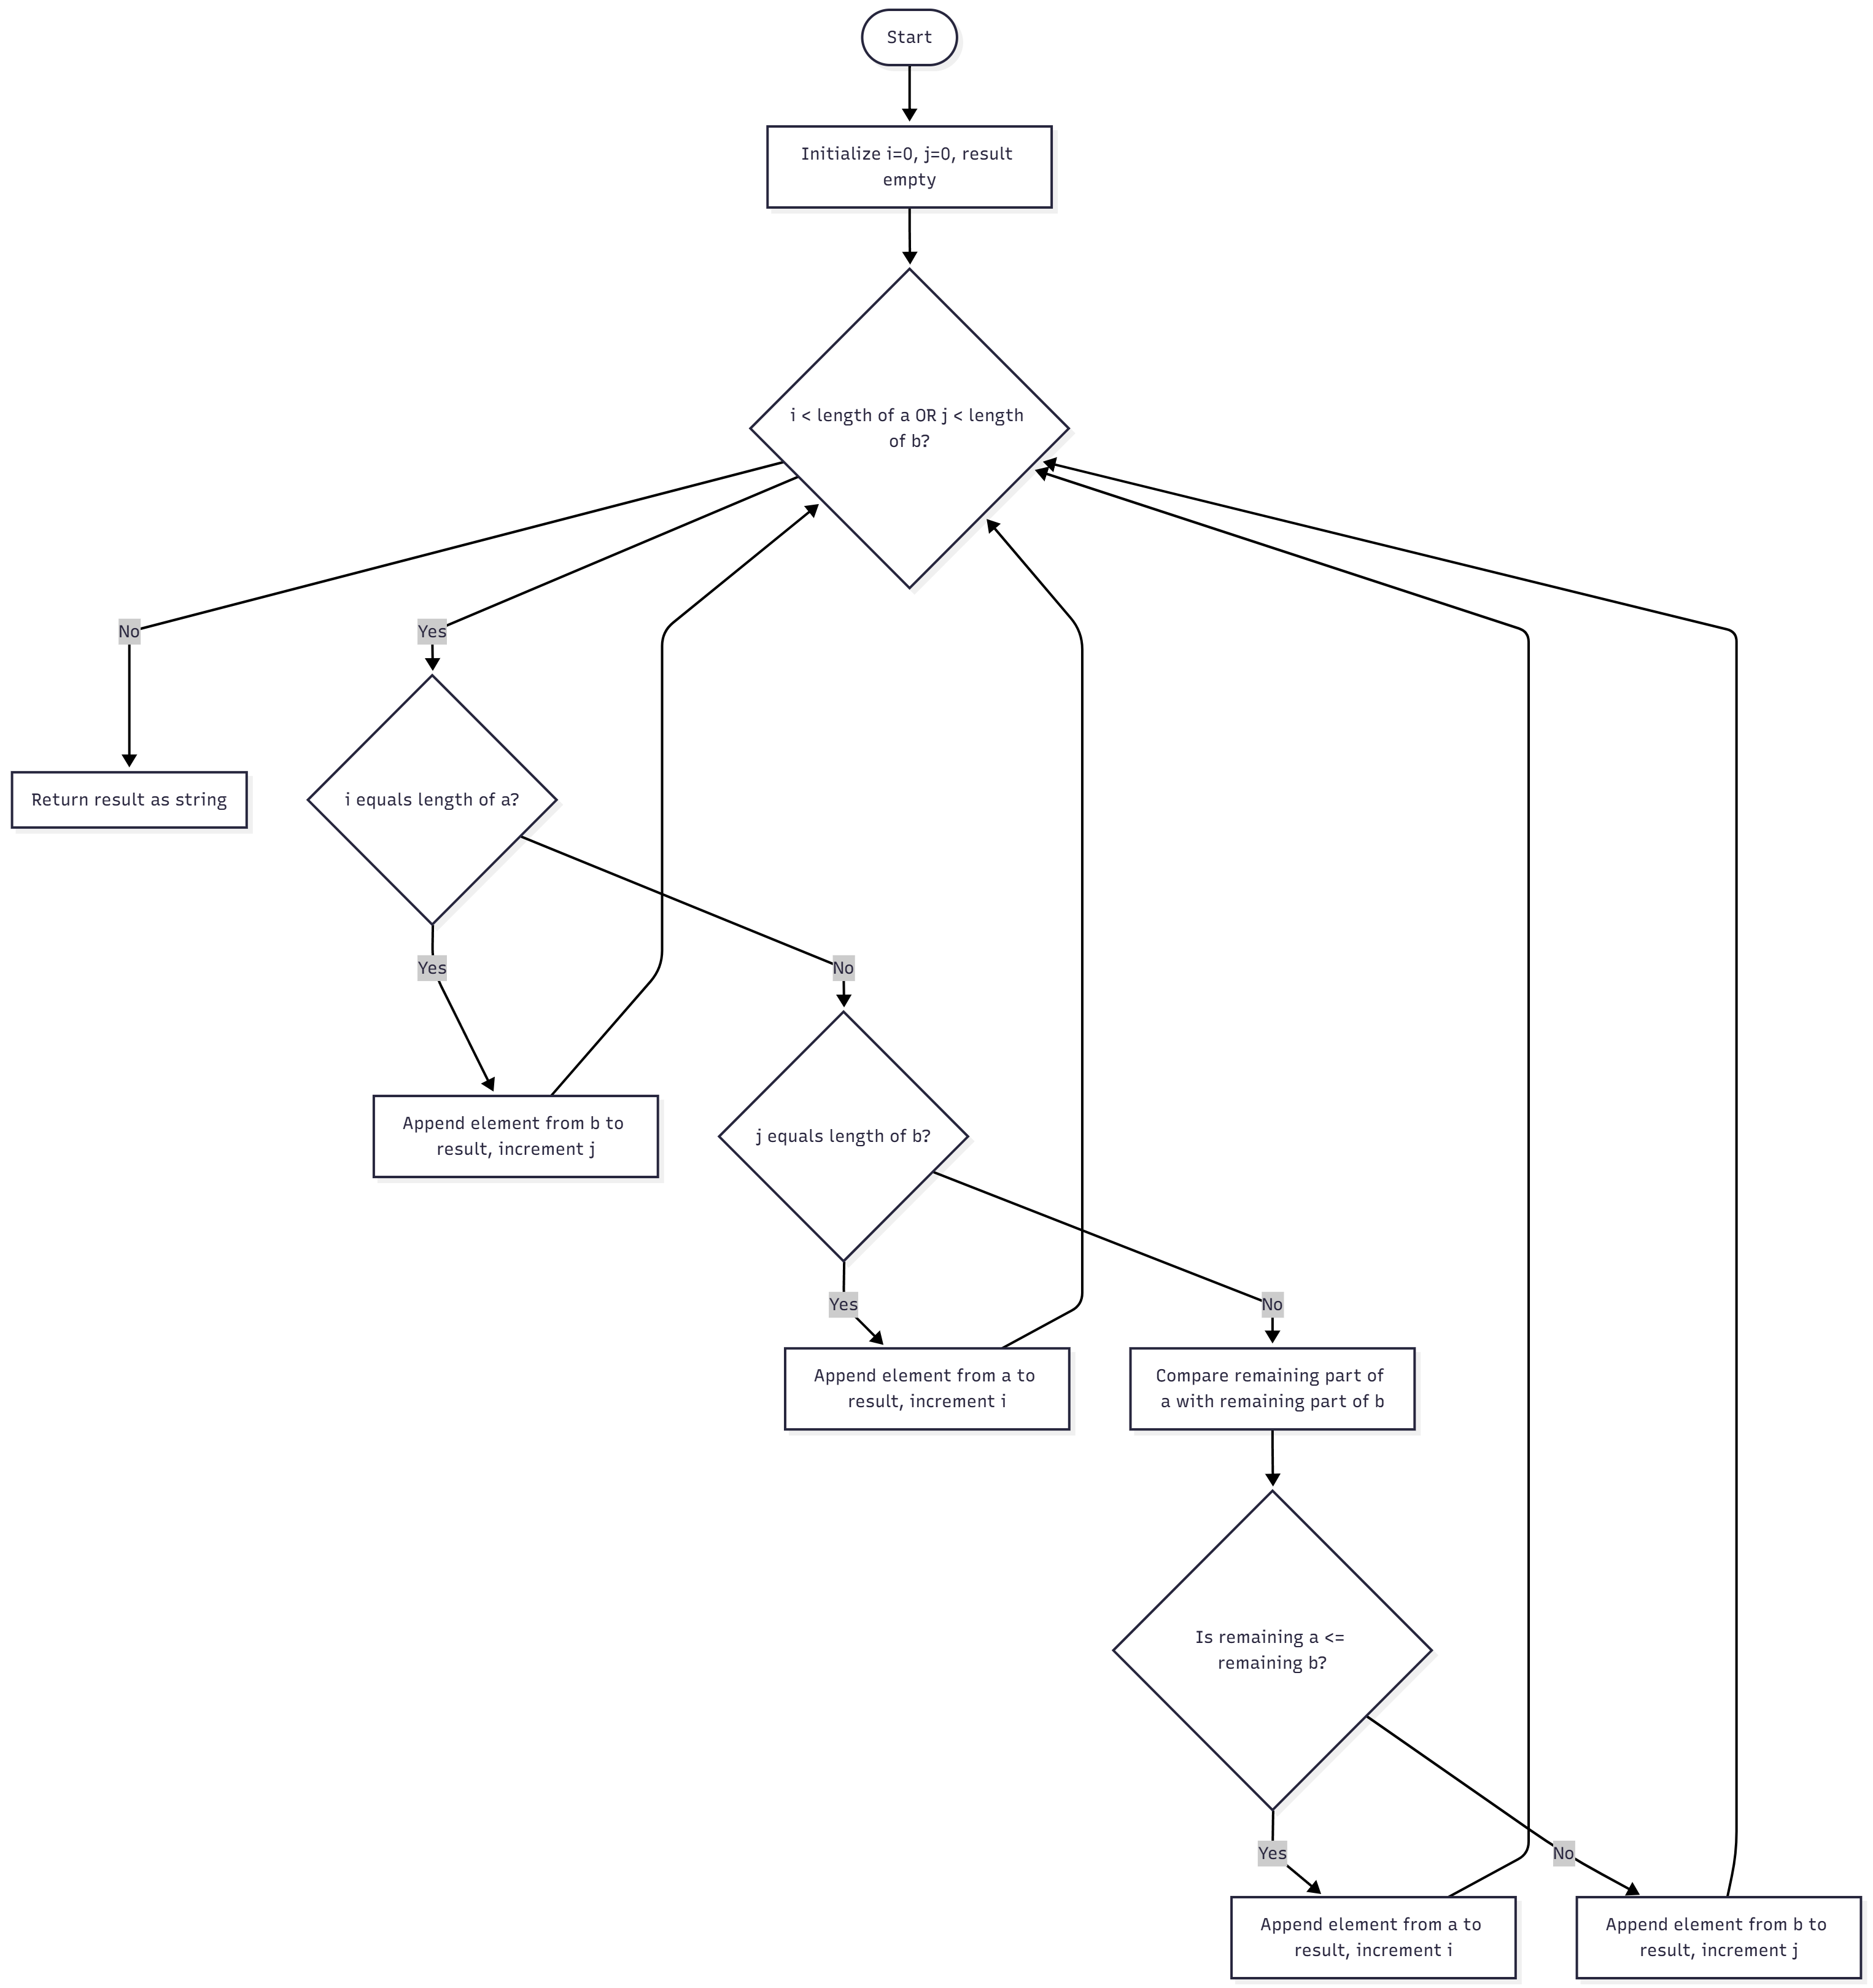 Start
Initialize i=0, j=0, result
empty
i < length of a OR j < length
of b?
No
Yes
Return result as string
i equals length of a?
Yes
No
Append element from b to
result, increment j
j equals length of b?
Yes
No
Append element from a to
result, increment i
Compare remaining part of
a with remaining part of b
Is remaining a <=
remaining b?
Yes
No
Append element from a to
result, increment i
Append element from b to
result, increment j